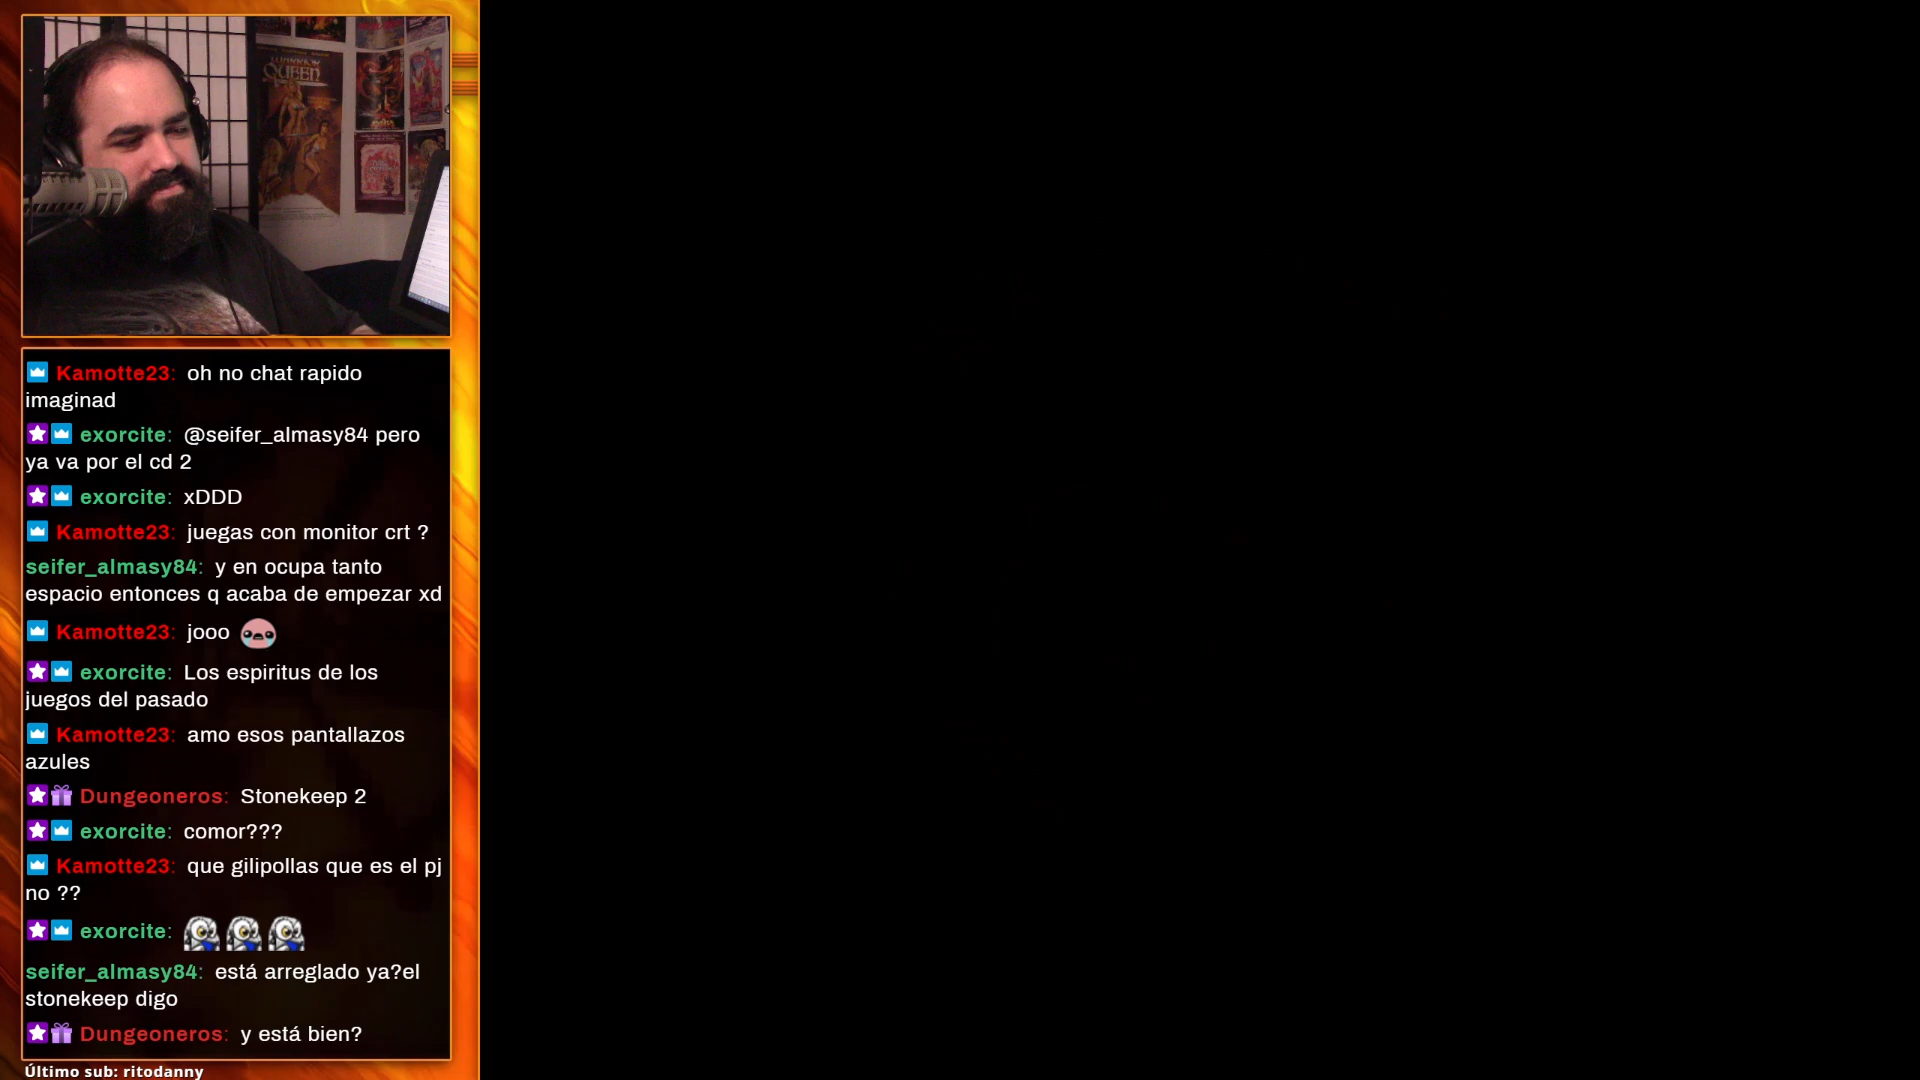 QUEEN
Kamotte23: oh no chat rapido
imaginad
exorcite: @seifer_almasy84 pero
ya va por el cd 2
exorcite: xDDD
Kamotte23: juegas con monitor crt ?
seifer_almasy84: y en ocupa tanto
espacio entonces q acaba de empezar xd
Kamotte23: jooo
exorcite: Los espiritus de los
juegos del pasado
Kamotte23: amo esos pantallazos
azules
Dungeoneros: Stonekeep 2
exorcite: comor???
Kamotte23: que gilipollas que es el pj
no ??
exorcite:
seifer_almasy84: está arreglado ya?el
stonekeep digo
Dungeoneros: y está bien?
Último sub: ritodanny